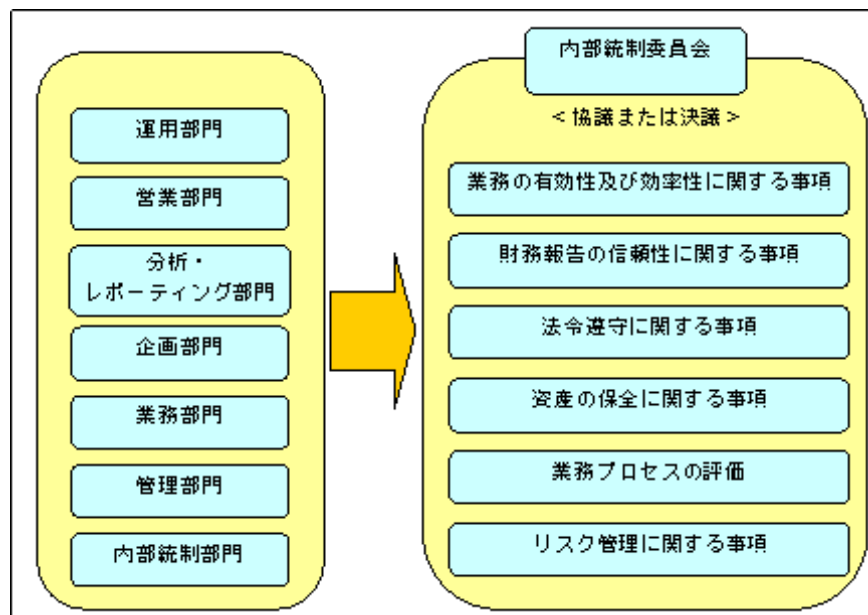 運用部門
営業部門
分析・
レポーティング部門
企画部門
業務部門
管理部門
内部統制部門
内部統制委員会
＜協議または決議＞
業務の有効性及び効率性に関する事項
財務報告の信頼性に関する事項
法令遵守に関する事項
資産の保全に関する事項
業務プロセスの評価
リスク管理に関する事項